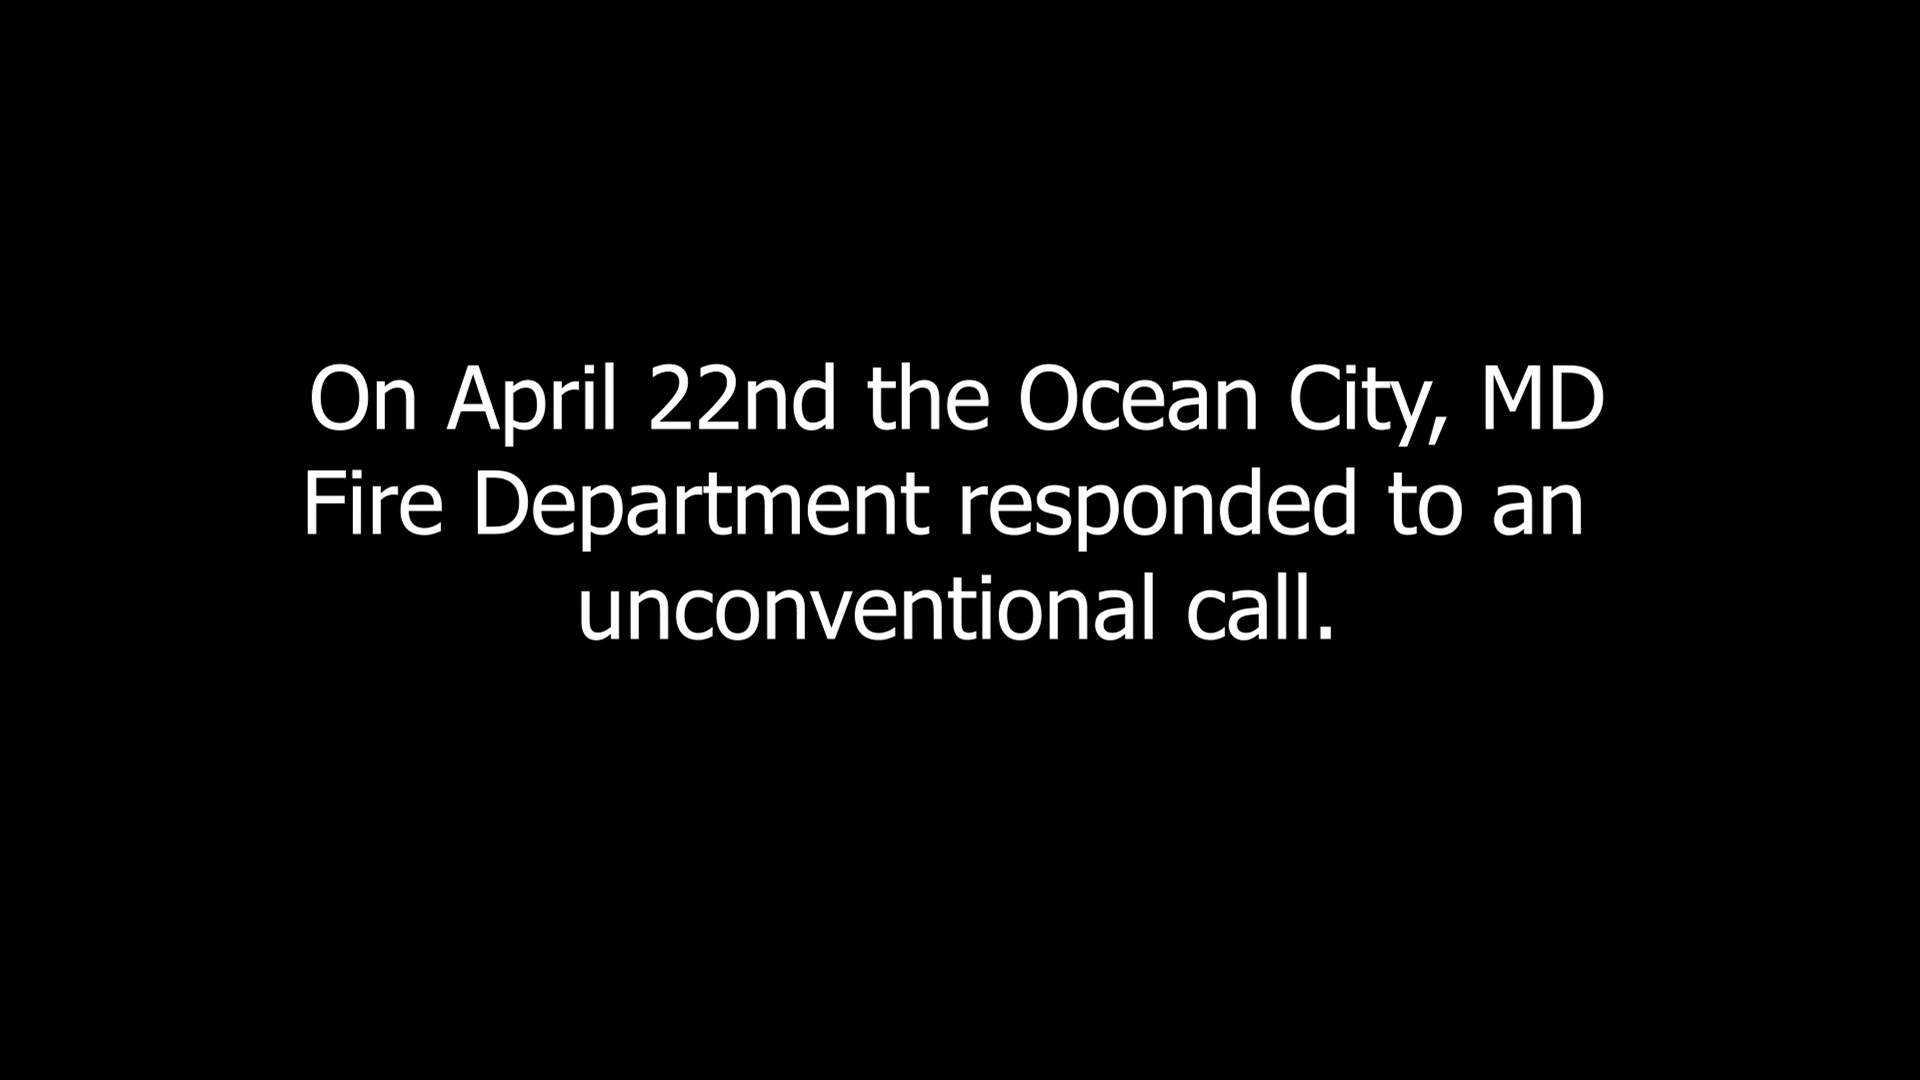 On April 22nd the Ocean City, MD
Fire Department responded to an
unconventional call.